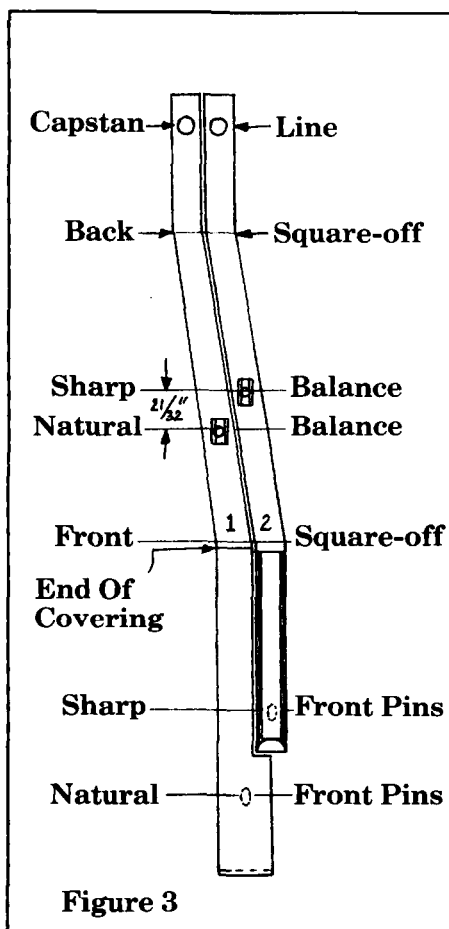 Capstan Line
Back Square-off
Sharp Balance
21/32"
Natural Balance
1 2
Front Square-off
End Of
Covering
Sharp Front Pins
Natural Front Pins
Figure 3